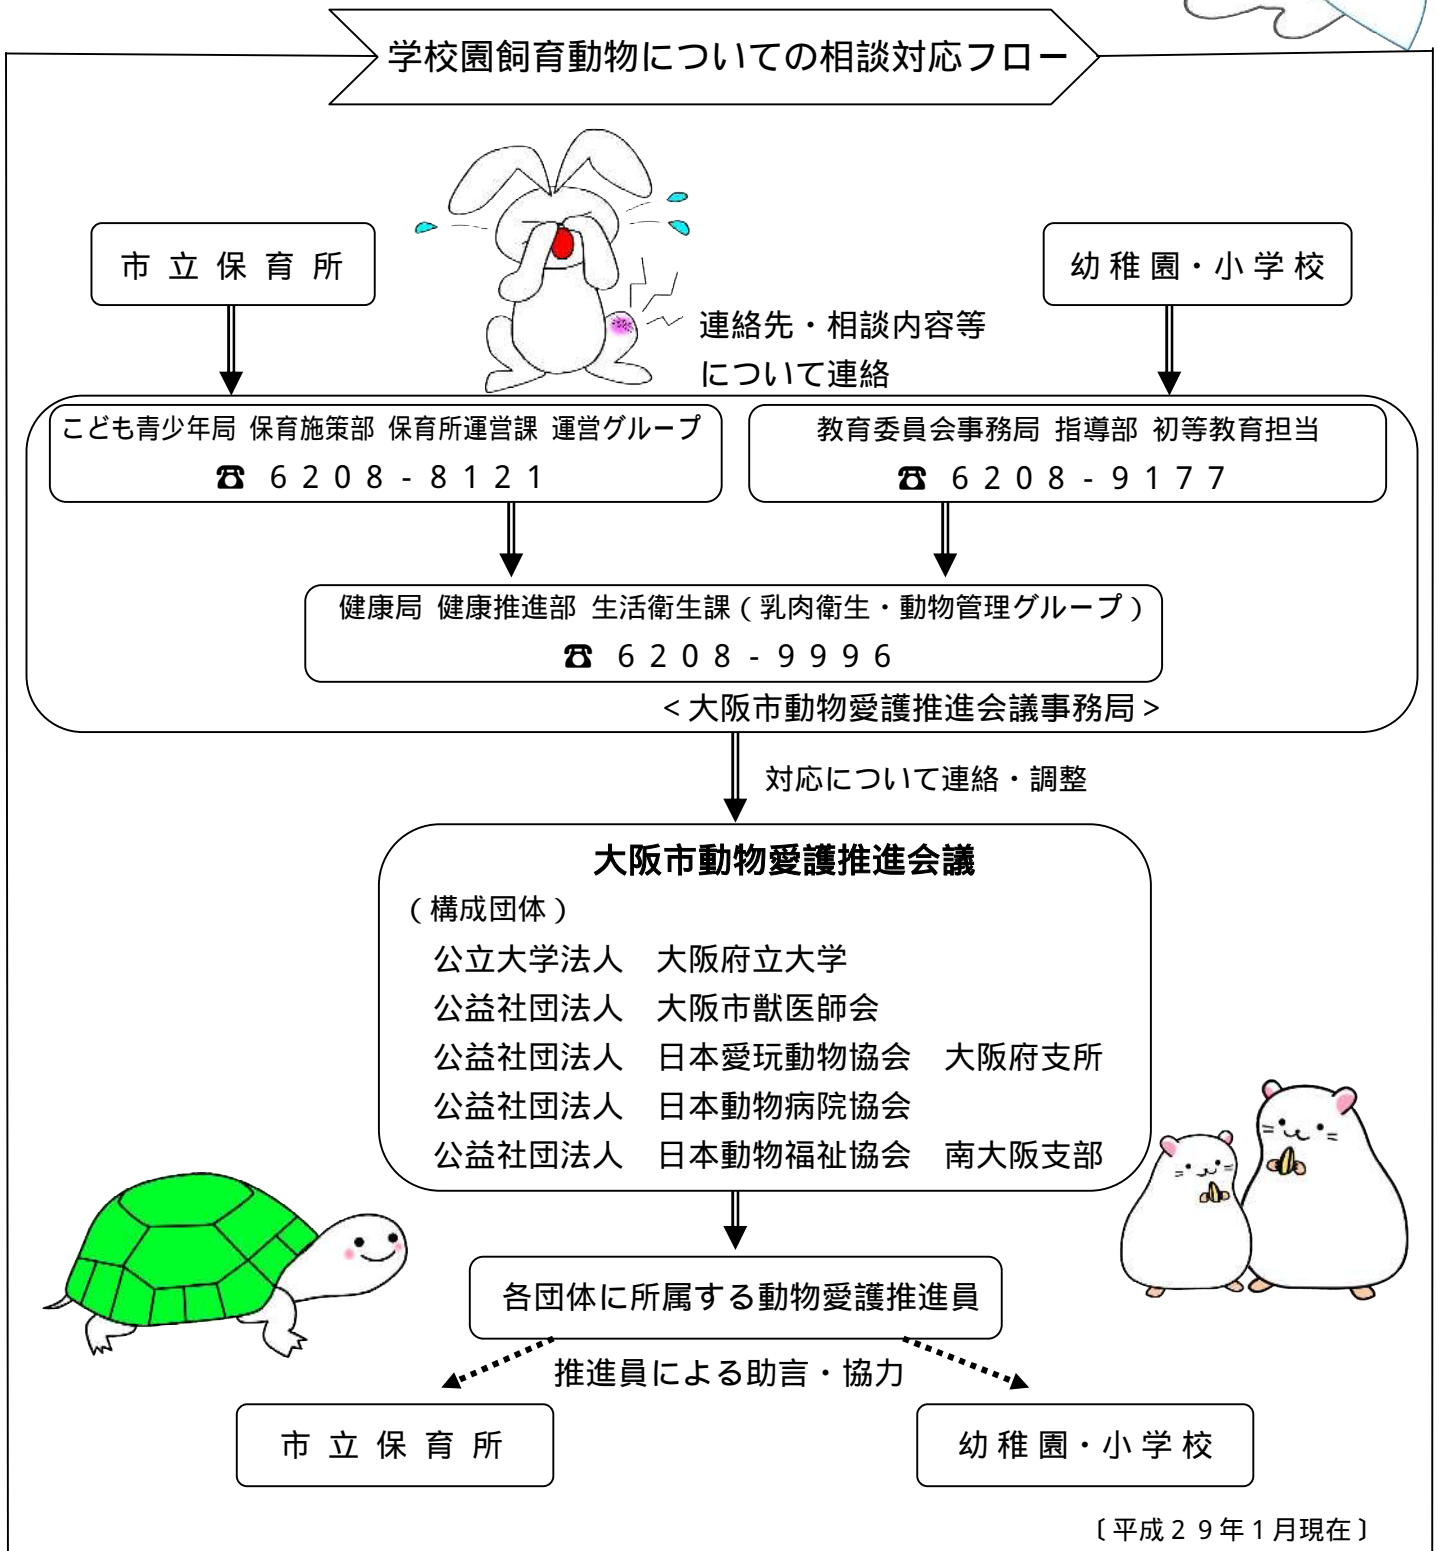 学校園飼育動物についての相談対応フロー
市立保育所
幼稚園・小学校
連絡先・相談内容等
について連絡
こども青少年局 保育施策部 保育所運営課 運営グループ
☎ 6208-8121
教育委員会事務局 指導部 初等教育担当
☎ 6208-9177
健康局 健康推進部 生活衛生課(乳肉衛生・動物管理グループ)
☎ 6208-9996
<大阪市動物愛護推進会議事務局>
対応について連絡・調整
大阪市動物愛護推進会議
(構成団体)
公立大学法人 大阪府立大学
公益社団法人 大阪市獣医師会
公益社団法人 日本愛玩動物協会 大阪府支所
公益社団法人 日本動物病院協会
公益社団法人 日本動物福祉協会 南大阪支部
各団体に所属する動物愛護推進員
推進員による助言・協力
市立保育所
幼稚園・小学校
〔平成29年1月現在〕